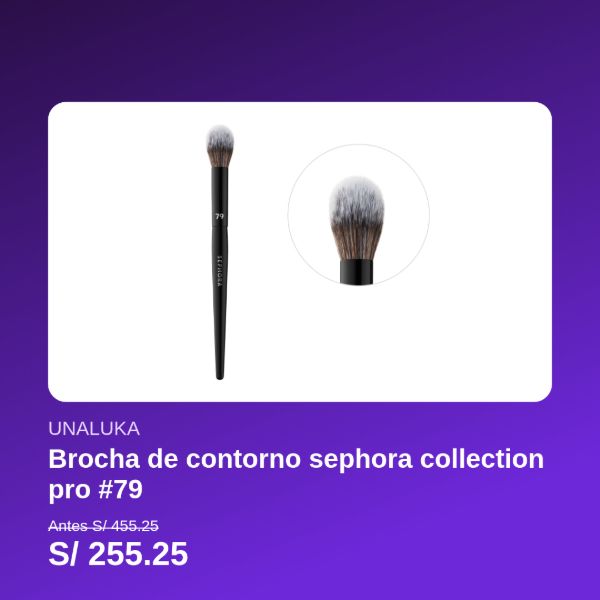 79
SEPHORA
UNALUKA
Brocha de contorno sephora collection
pro #79
Antes S/ 455.25
S/ 255.25